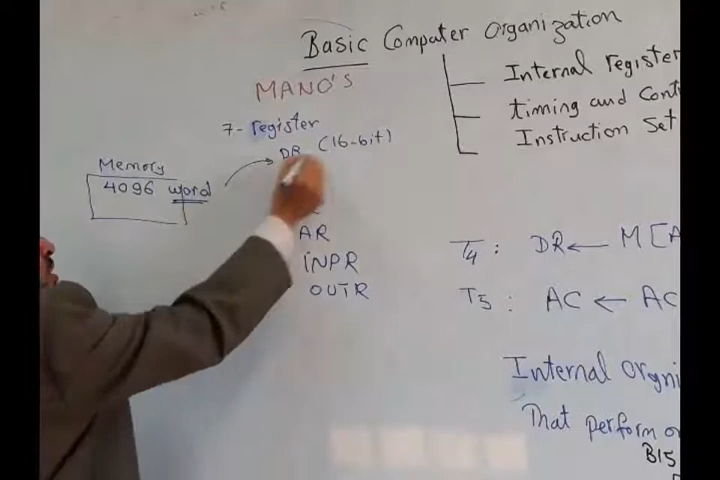 Basic Computer Organization
MANO'S
Internal register
timing and Cont
Instruction Set
7- register
DR (16-bit)
Memory
4096 word
AR
INPR
OUTR
T4 : DR ← M[A
T5 : AC ← AC
Internal orgni
That perform o
B15